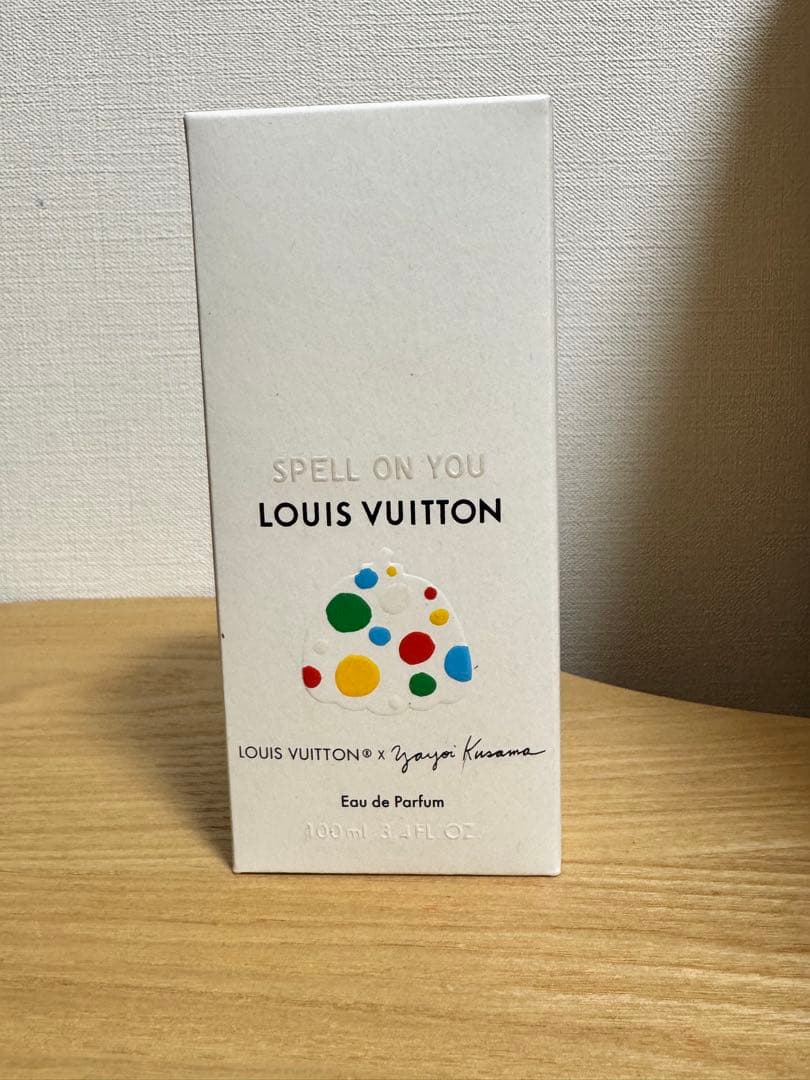 SPELL ON YOU
LOUIS VUITTON
LOUIS VUITTON® x Yayoi Kusama
Eau de Parfum
100 ml 3.4 FL OZ